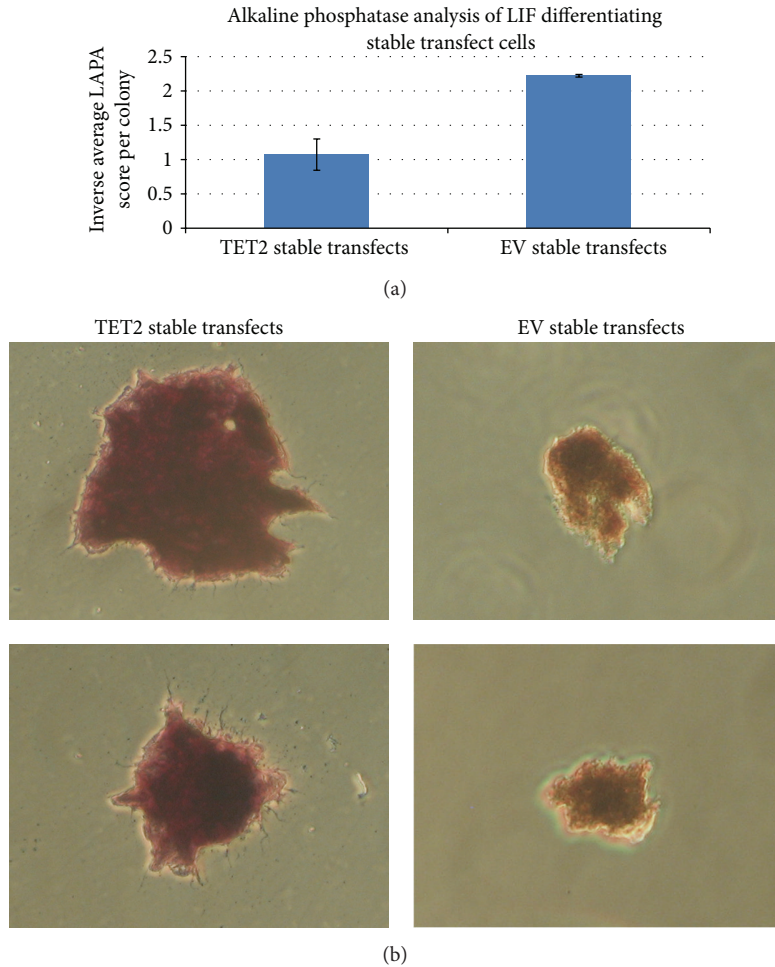 Alkaline phosphatase analysis of LIF differentiating
stable transfect cells
Inverse average LAPA
score per colony
2.5
2
1.5
1
0.5
0
TET2 stable transfects
EV stable transfects
(a)
TET2 stable transfects
EV stable transfects
(b)